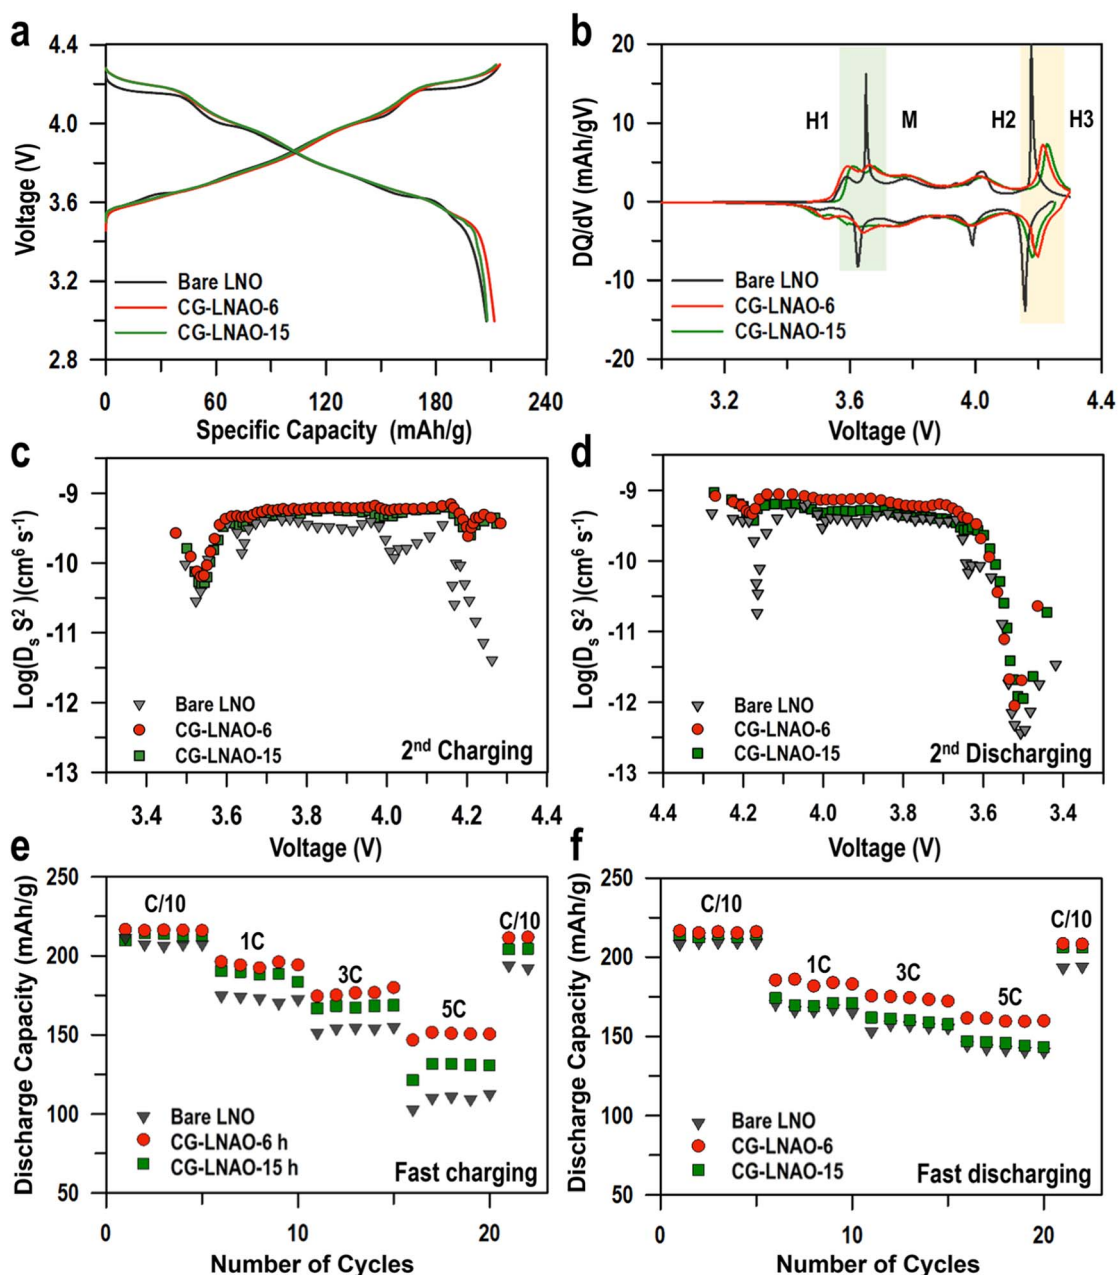 a
4.4
4.0
3.6
3.2
2.8
Voltage (V)
Bare LNO
CG-LNAO-6
CG-LNAO-15
0
60
120
180
240
Specific Capacity (mAh/g)
b
20
10
0
-10
-20
DQ/dV (mAh/gV)
H1
M
H2
H3
Bare LNO
CG-LNAO-6
CG-LNAO-15
3.2
3.6
4.0
4.4
Voltage (V)
c
-9
-10
-11
-12
-13
Log(Ds S2 )(cm6 s-1)
Bare LNO
CG-LNAO-6
CG-LNAO-15
2nd Charging
3.4
3.6
3.8
4.0
4.2
4.4
Voltage (V)
d
-9
-10
-11
-12
-13
Log(Ds S2 )(cm6 s-1)
Bare LNO
CG-LNAO-6
CG-LNAO-15
2nd Discharging
4.4
4.2
4.0
3.8
3.6
3.4
Voltage (V)
e
250
200
150
100
50
Discharge Capacity (mAh/g)
C/10
1C
3C
5C
C/10
Bare LNO
CG-LNAO-6 h
CG-LNAO-15 h
Fast charging
0
10
20
Number of Cycles
f
250
200
150
100
50
Discharge Capacity (mAh/g)
C/10
1C
3C
5C
C/10
Bare LNO
CG-LNAO-6
CG-LNAO-15
Fast discharging
0
10
20
Number of Cycles